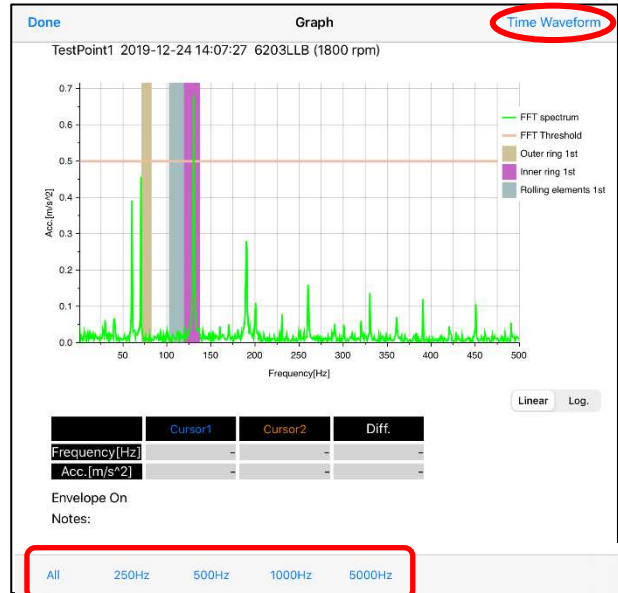 Done Graph Time Waveform
TestPoint1 2019-12-24 14:07:27 6203LLB (1800 rpm)
0.7
0.6
0.5
0.4
0.3
0.2
0.1
0.0
Acc.[m/s^2]
50 100 150 200 250 300 350 400 450 500
Frequency[Hz]
FFT spectrum
FFT Threshold
Outer ring 1st
Inner ring 1st
Rolling elements 1st
Linear Log.
Cursor1 Cursor2 Diff.
Frequency[Hz] - - -
Acc.[m/s^2] - - -
Envelope On
Notes:
All 250Hz 500Hz 1000Hz 5000Hz